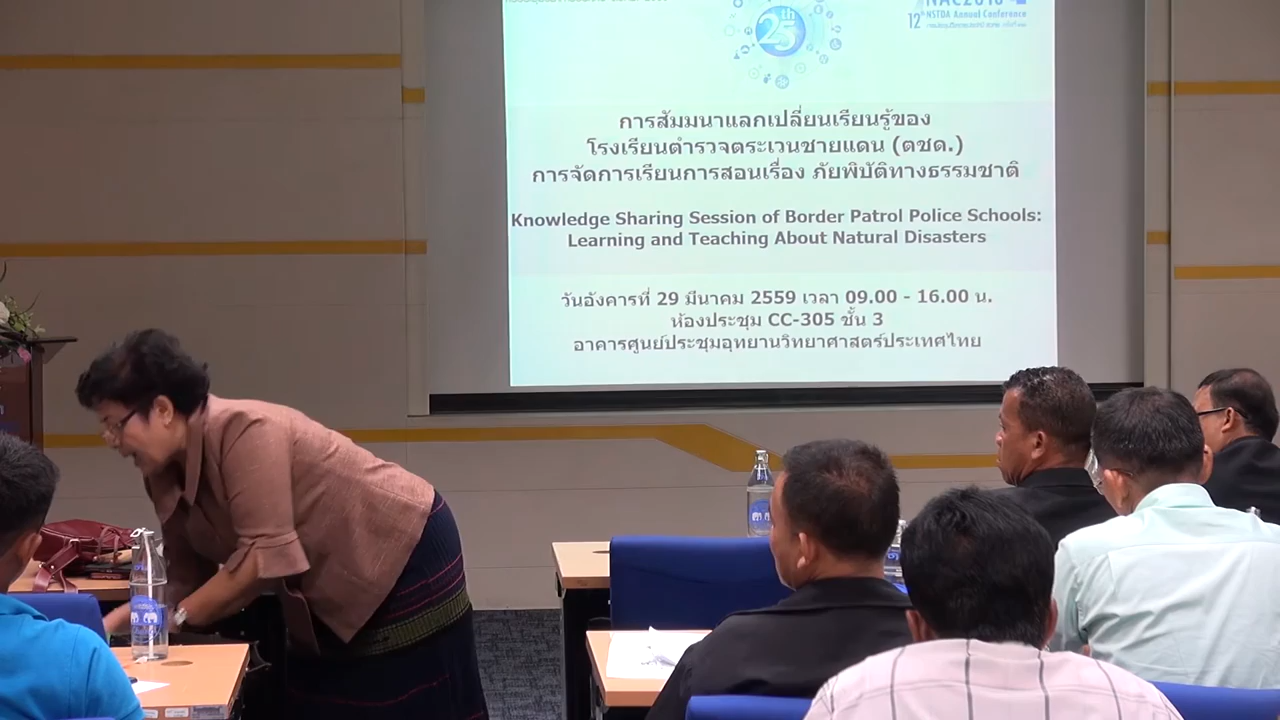 25th
NAC2016
12th NSTDA Annual Conference
การสัมมนาแลกเปลี่ยนเรียนรู้ของ
โรงเรียนตำรวจตระเวนชายแดน (ตชด.)
การจัดการเรียนการสอนเรื่อง ภัยพิบัติทางธรรมชาติ
Knowledge Sharing Session of Border Patrol Police Schools:
Learning and Teaching About Natural Disasters
วันอังคารที่ 29 มีนาคม 2559 เวลา 09.00 - 16.00 น.
ห้องประชุม CC-305 ชั้น 3
อาคารศูนย์ประชุมอุทยานวิทยาศาสตร์ประเทศไทย